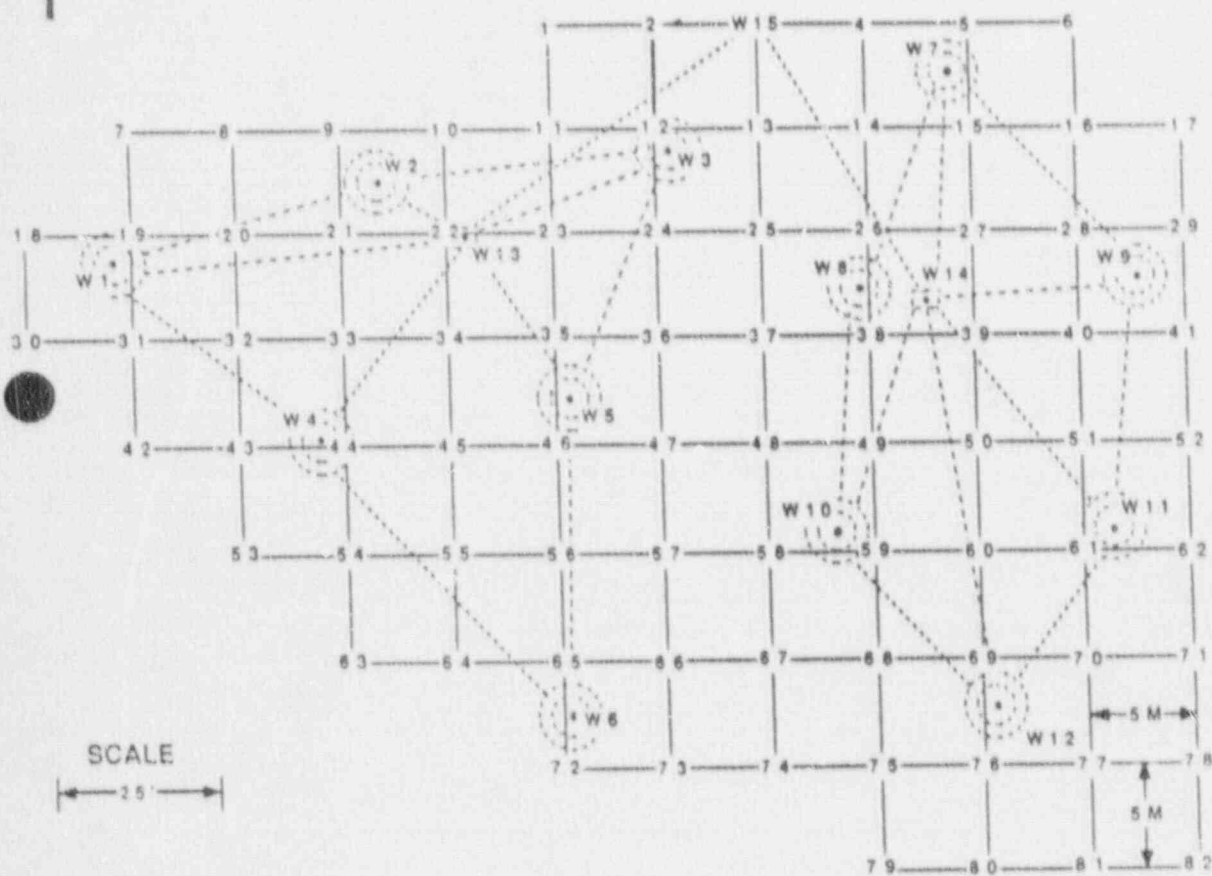 1 2 W15 4 5 6
W7
7 8 9 10 11 12 13 14 15 16 17
W2 W3
18 19 20 21 22 23 24 25 26 27 28 29
W13
W1 W8 W14 W9
30 31 32 33 34 35 36 37 38 39 40 41
W4 W5
42 43 44 45 46 47 48 49 50 51 52
W10 W11
53 54 55 56 57 58 59 60 61 62
63 64 65 66 67 68 69 70 71
W6 5M
W12
SCALE
72 73 74 75 76 77 78
25'
5M
79 80 81 82